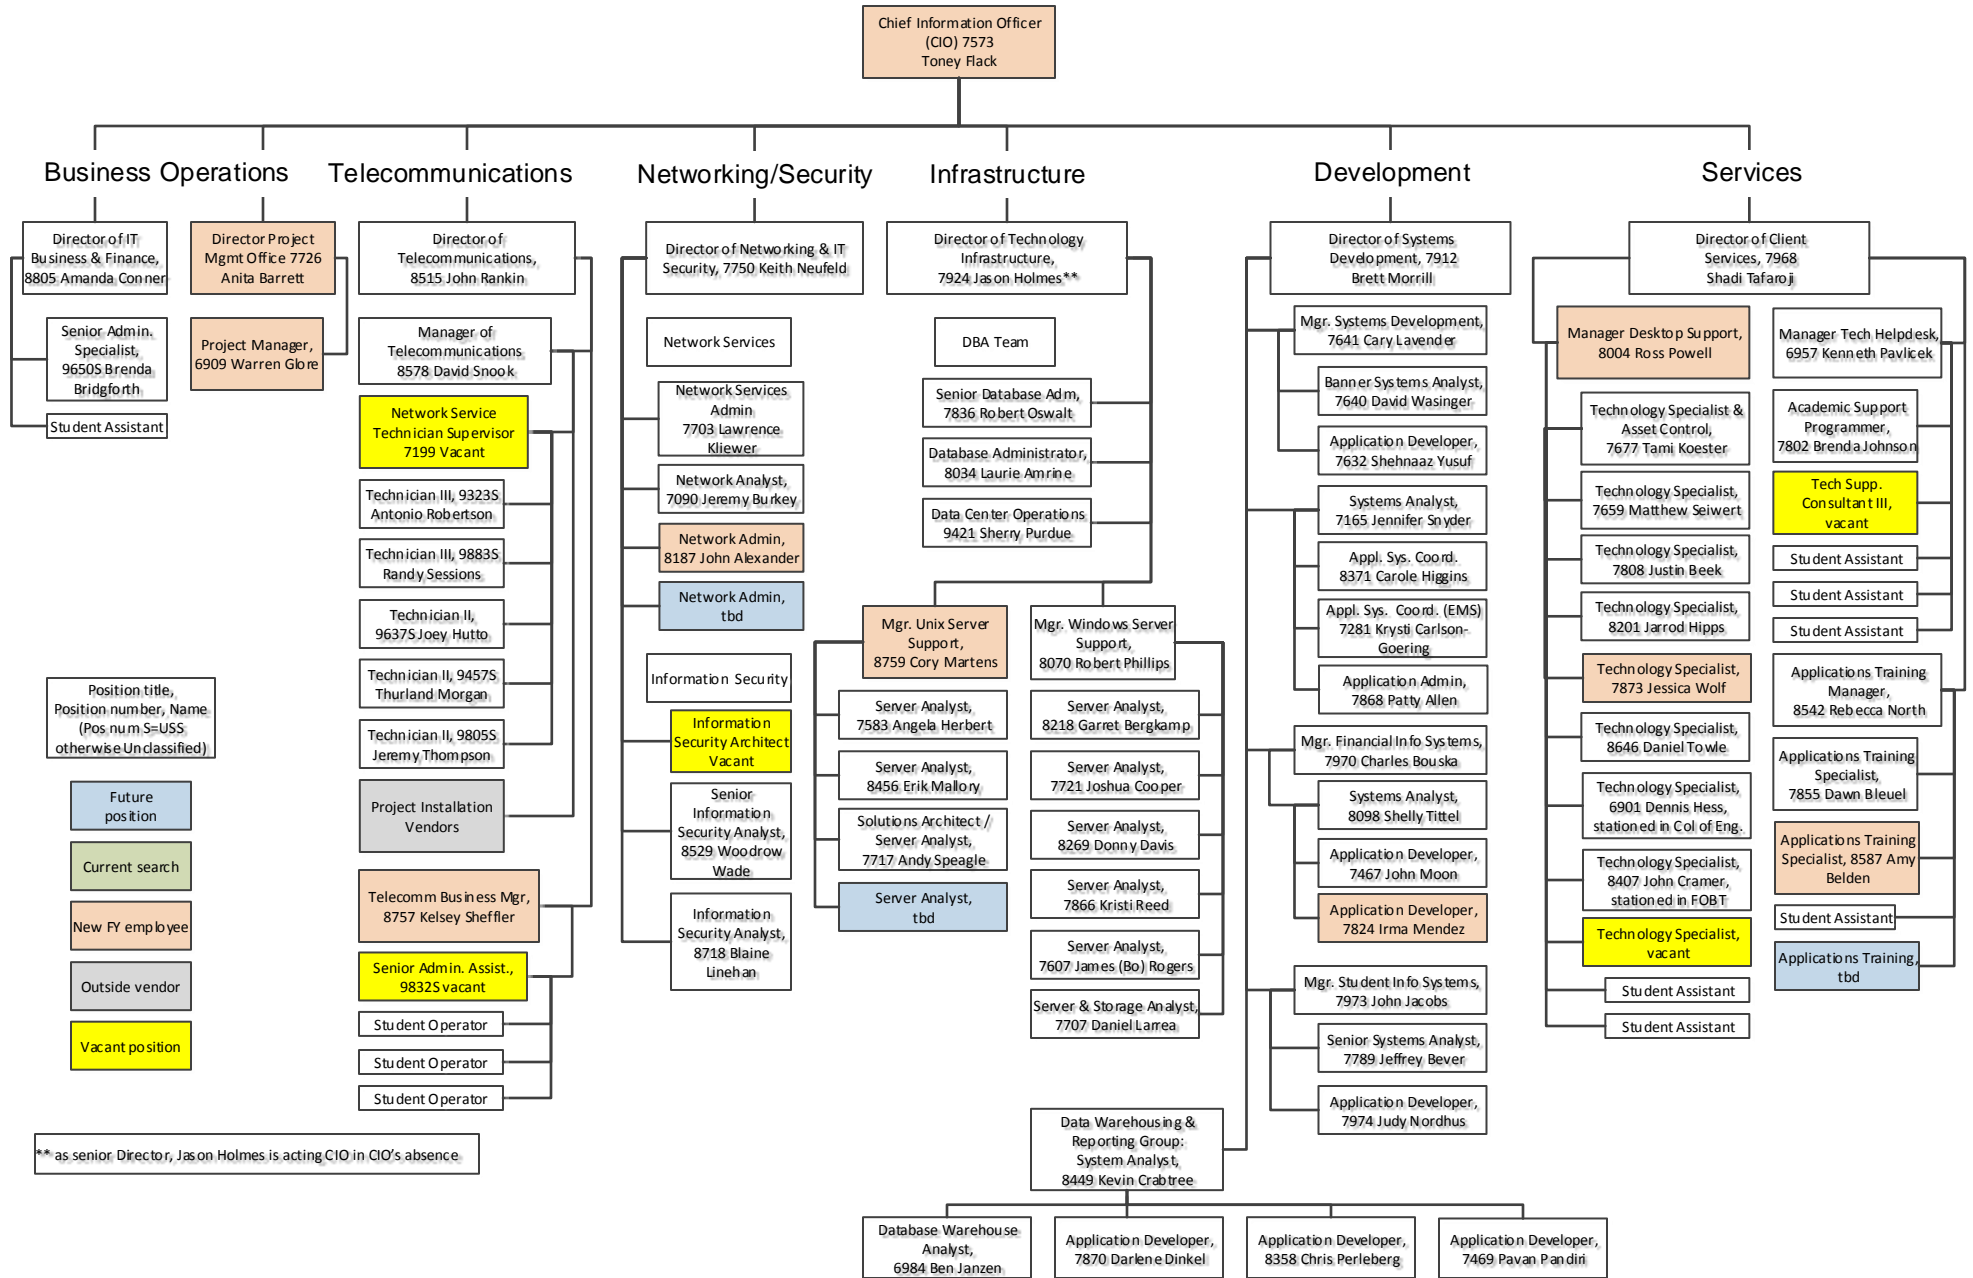 Chief Information Officer
(CIO) 7573
Toney Flack
Business Operations
Telecommunications
Networking/Security
Infrastructure
Development
Services
Director of IT
Business & Finance,
8805 Amanda Conner
Senior Admin.
Specialist,
9650S Brenda
Bridgforth
Student Assistant
Director Project
Mgmt Office 7726
Anita Barrett
Project Manager,
6909 Warren Glore
Position title,
Position number, Name
(Pos num S=USS
otherwise Unclassified)
Future
position
Current search
New FY employee
Outside vendor
Vacant position
** as senior Director, Jason Holmes is acting CIO in CIO's absence
Director of
Telecommunications,
8515 John Rankin
Manager of
Telecommunications
8578 David Snook
Network Service
Technician Supervisor
7199 Vacant
Technician III, 9323S
Antonio Robertson
Technician III, 9883S
Randy Sessions
Technician II,
9637S Joey Hutto
Technician II, 9457S
Thurland Morgan
Technician II, 9805S
Jeremy Thompson
Project Installation
Vendors
Telecomm Business Mgr,
8757 Kelsey Sheffler
Senior Admin. Assist.,
9832S vacant
Student Operator
Student Operator
Student Operator
Director of Networking & IT
Security, 7750 Keith Neufeld
Network Services
Network Services
Admin
7703 Lawrence
Kliewer
Network Analyst,
7090 Jeremy Burkey
Network Admin,
8187 John Alexander
Network Admin,
tbd
Information Security
Information
Security Architect
Vacant
Senior
Information
Security Analyst,
8529 Woodrow
Wade
Information
Security Analyst,
8718 Blaine
Linehan
Director of Technology
Infrastructure,
7924 Jason Holmes**
DBA Team
Senior Database Adm,
7836 Robert Oswalt
Database Administrator,
8034 Laurie Amrine
Data Center Operations
9421 Sherry Purdue
Mgr. Unix Server
Support,
8759 Cory Martens
Server Analyst,
7583 Angela Herbert
Server Analyst,
8456 Erik Mallory
Solutions Architect /
Server Analyst,
7717 Andy Speagle
Server Analyst,
tbd
Mgr. Windows Server
Support,
8070 Robert Phillips
Server Analyst,
8218 Garret Bergkamp
Server Analyst,
7721 Joshua Cooper
Server Analyst,
8269 Donny Davis
Server Analyst,
7866 Kristi Reed
Server Analyst,
7607 James (Bo) Rogers
Server & Storage Analyst,
7707 Daniel Larrea
Director of Systems
Development, 7912
Brett Morrill
Mgr. Systems Development,
7641 Cary Lavender
Banner Systems Analyst,
7640 David Wasinger
Application Developer,
7632 Shehnaaz Yusuf
Systems Analyst,
7165 Jennifer Snyder
Appl. Sys. Coord.
8371 Carole Higgins
Appl. Sys. Coord. (EMS)
7281 Krysti Carlson-
Goering
Application Admin,
7868 Patty Allen
Mgr. Financial Info Systems,
7970 Charles Bouska
Systems Analyst,
8098 Shelly Tittel
Application Developer,
7467 John Moon
Application Developer,
7824 Irma Mendez
Mgr. Student Info Systems,
7973 John Jacobs
Senior Systems Analyst,
7789 Jeffrey Bever
Application Developer,
7974 Judy Nordhus
Data Warehousing &
Reporting Group:
System Analyst,
8449 Kevin Crabtree
Database Warehouse
Analyst,
6984 Ben Janzen
Application Developer,
7870 Darlene Dinkel
Application Developer,
8358 Chris Perleberg
Application Developer,
7469 Pavan Pandiri
Director of Client
Services, 7968
Shadi Tafaroji
Manager Desktop Support,
8004 Ross Powell
Technology Specialist &
Asset Control,
7677 Tami Koester
Technology Specialist,
7659 Matthew Seiwert
Technology Specialist,
7808 Justin Beek
Technology Specialist,
8201 Jarrod Hipps
Technology Specialist,
7873 Jessica Wolf
Technology Specialist,
8646 Daniel Towle
Technology Specialist,
6901 Dennis Hess,
stationed in Col of Eng.
Technology Specialist,
8407 John Cramer,
stationed in FOBT
Technology Specialist,
vacant
Student Assistant
Student Assistant
Manager Tech Helpdesk,
6957 Kenneth Pavlicek
Academic Support
Programmer,
7802 Brenda Johnson
Tech Supp.
Consultant III,
vacant
Student Assistant
Student Assistant
Student Assistant
Applications Training
Manager,
8542 Rebecca North
Applications Training
Specialist,
7855 Dawn Bleuel
Applications Training
Specialist, 8587 Amy
Belden
Student Assistant
Applications Training,
tbd